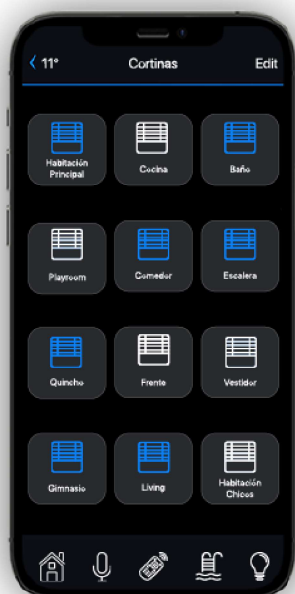 11°
Cortinas
Edit
Habitación
Principal
Cocina
Baño
Playroom
Comedor
Escalera
Quincho
Frente
Vestidor
Gimnasio
Living
Habitación
Chicos